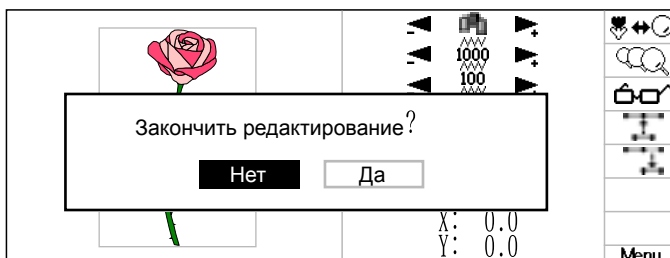 1000
100
Закончить редактирование?
Нет Да
X: 0.0
Y: 0.0
Menu